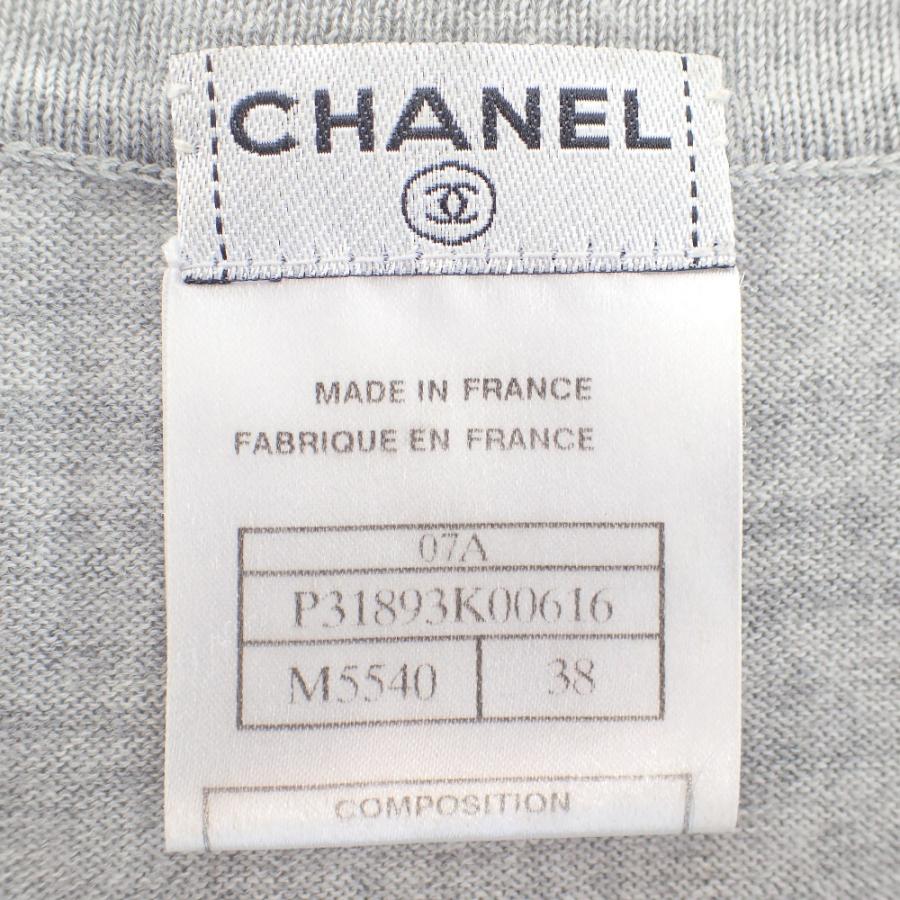 CHANEL
MADE IN FRANCE
FABRIQUE EN FRANCE
07A
P31893K00616
M5540 38
COMPOSITION